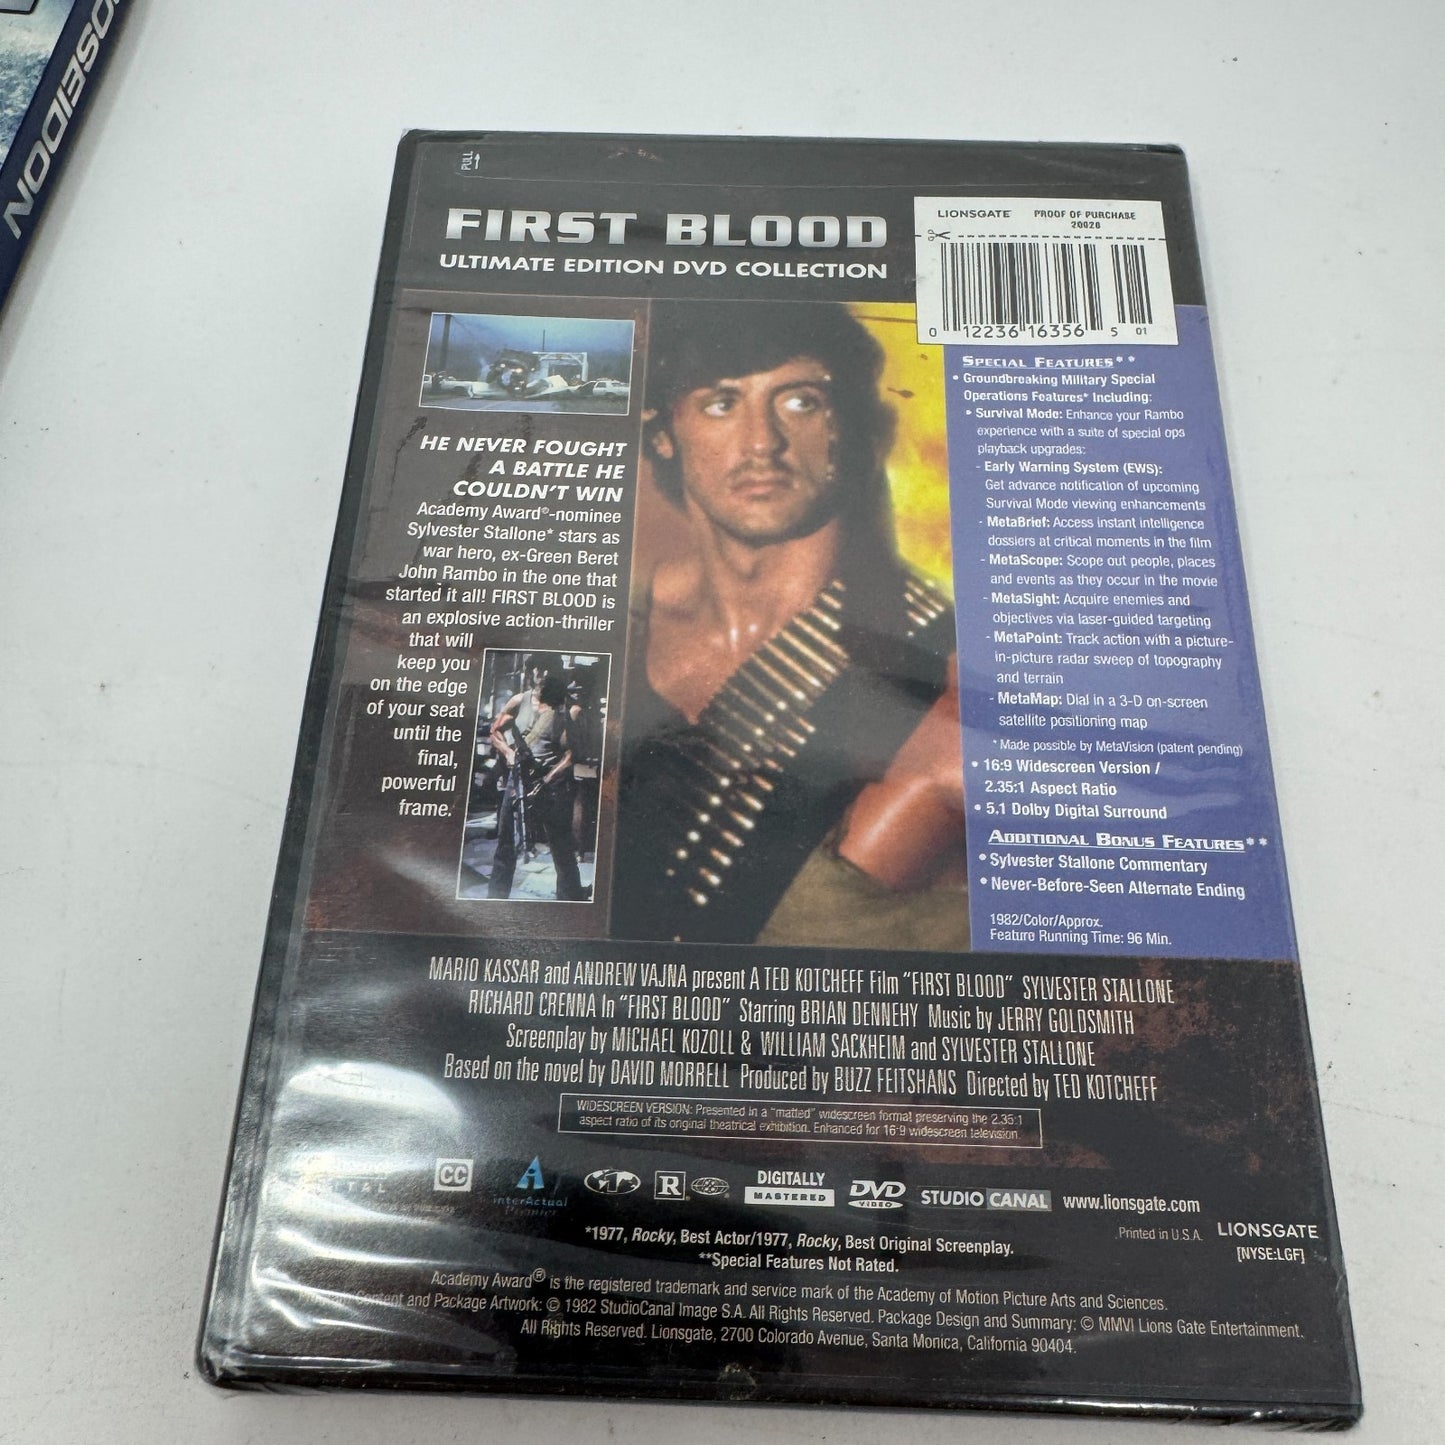 POSEIDON
PULL
FIRST BLOOD
ULTIMATE EDITION DVD COLLECTION
LIONSGATE PROOF OF PURCHASE
20026
0 12236 16356 5 01
HE NEVER FOUGHT
A BATTLE HE
COULDN'T WIN
Academy Award®-nominee
Sylvester Stallone* stars as
war hero, ex-Green Beret
John Rambo in the one that
started it all! FIRST BLOOD is
an explosive action-thriller
that will
keep you
on the edge
of your seat
until the
final,
powerful
frame.
SPECIAL FEATURES**
• Groundbreaking Military Special
Operations Features* Including:
• Survival Mode: Enhance your Rambo
experience with a suite of special ops
playback upgrades:
- Early Warning System (EWS):
Get advance notification of upcoming
Survival Mode viewing enhancements
- MetaBrief: Access instant intelligence
dossiers at critical moments in the film
- MetaScope: Scope out people, places
and events as they occur in the movie
- MetaSight: Acquire enemies and
objectives via laser-guided targeting
- MetaPoint: Track action with a picture-
in-picture radar sweep of topography
and terrain
- MetaMap: Dial in a 3-D on-screen
satellite positioning map
*Made possible by MetaVision (patent pending)
• 16:9 Widescreen Version /
2.35:1 Aspect Ratio
• 5.1 Dolby Digital Surround
ADDITIONAL BONUS FEATURES**
• Sylvester Stallone Commentary
• Never-Before-Seen Alternate Ending
1982/Color/Approx.
Feature Running Time: 96 Min.
MARIO KASSAR and ANDREW VAJNA present A TED KOTCHEFF Film "FIRST BLOOD" SYLVESTER STALLONE
RICHARD CRENNA In "FIRST BLOOD" Starring BRIAN DENNEHY Music by JERRY GOLDSMITH
Screenplay by MICHAEL KOZOLL & WILLIAM SACKHEIM and SYLVESTER STALLONE
Based on the novel by DAVID MORRELL Produced by BUZZ FEITSHANS Directed by TED KOTCHEFF
WIDESCREEN VERSION: Presented in a "matted" widescreen format preserving the 2.35:1
aspect ratio of its original theatrical exhibition. Enhanced for 16:9 widescreen television.
CC InterActual Premier R DIGITALLY MASTERED DVD VIDEO STUDIO CANAL www.lionsgate.com
*1977, Rocky, Best Actor/1977, Rocky, Best Original Screenplay.
**Special Features Not Rated.
Printed in U.S.A. LIONSGATE
[NYSE:LGF]
Academy Award® is the registered trademark and service mark of the Academy of Motion Picture Arts and Sciences.
Content and Package Artwork: © 1982 StudioCanal Image S.A. All Rights Reserved. Package Design and Summary: © MMVI Lions Gate Entertainment.
All Rights Reserved. Lionsgate, 2700 Colorado Avenue, Santa Monica, California 90404.